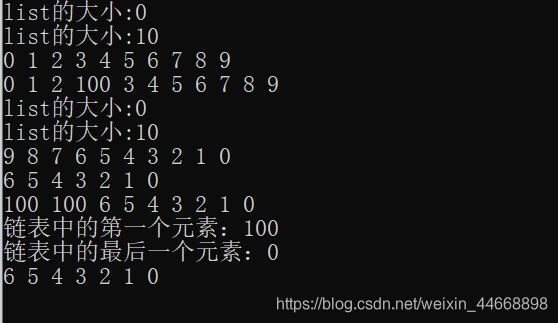 list的大小:0
list的大小:10
0 1 2 3 4 5 6 7 8 9
0 1 2 100 3 4 5 6 7 8 9
list的大小:0
list的大小:10
9 8 7 6 5 4 3 2 1 0
6 5 4 3 2 1 0
100 100 6 5 4 3 2 1 0
链表中的第一个元素：100
链表中的最后一个元素：0
6 5 4 3 2 1 0
https://blog.csdn.net/weixin_44668898